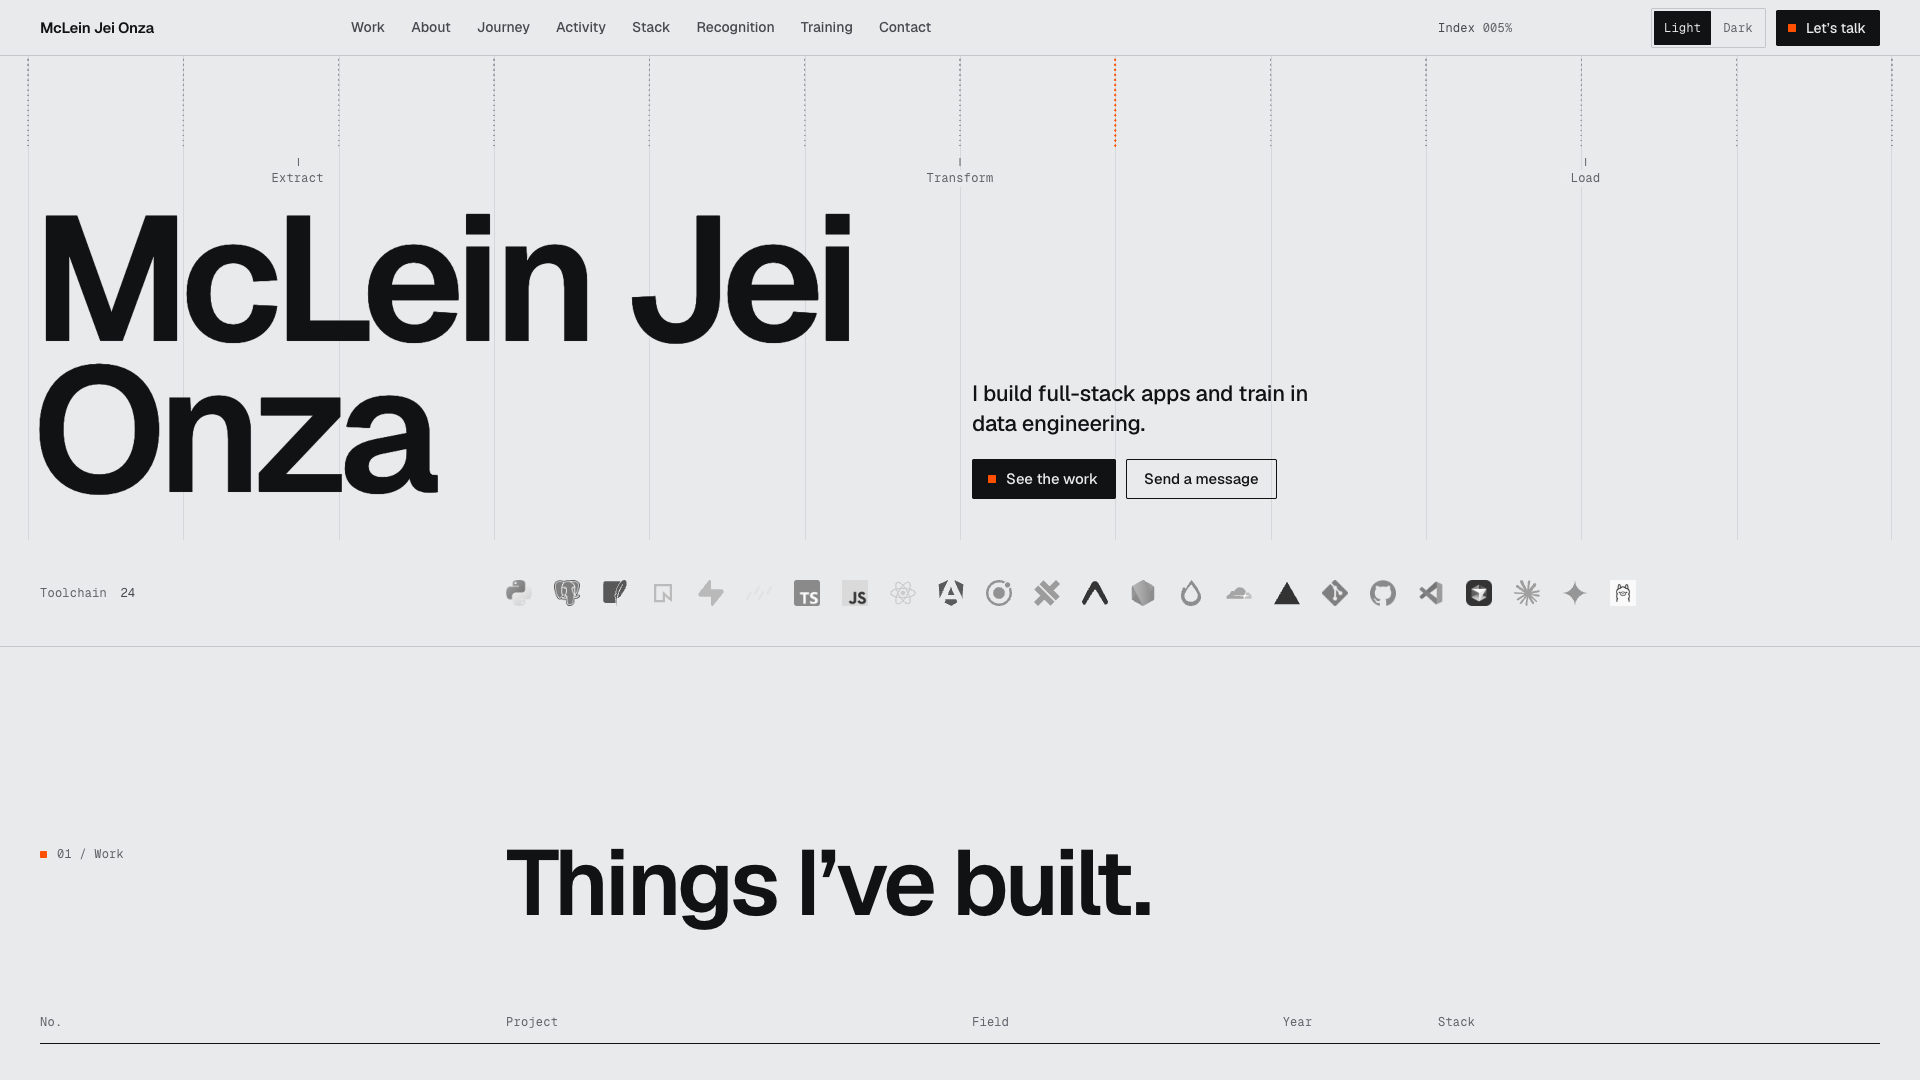 McLein Jei Onza
Work About Journey Activity Stack Recognition Training Contact
Index 005%
Light Dark
Let's talk
Extract Transform Load
McLein Jei
Onza
I build full-stack apps and train in
data engineering.
See the work
Send a message
Toolchain 24
TS JS
01 / Work
Things I’ve built.
No. Project Field Year Stack